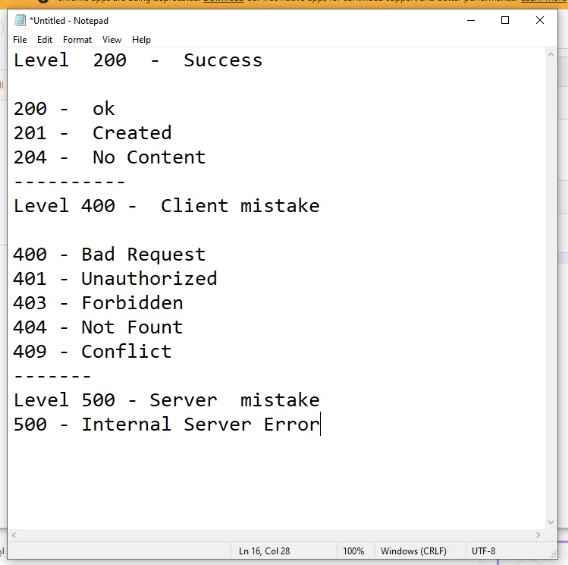 *Untitled - Notepad
File Edit Format View Help
Level  200  -  Success
200 -  ok
201 -  Created
204 -  No Content
----------
Level 400 -  Client mistake
400 - Bad Request
401 - Unauthorized
403 - Forbidden
404 - Not Fount
409 - Conflict
-------
Level 500 - Server  mistake
500 - Internal Server Error
Ln 16, Col 28 100% Windows (CRLF) UTF-8